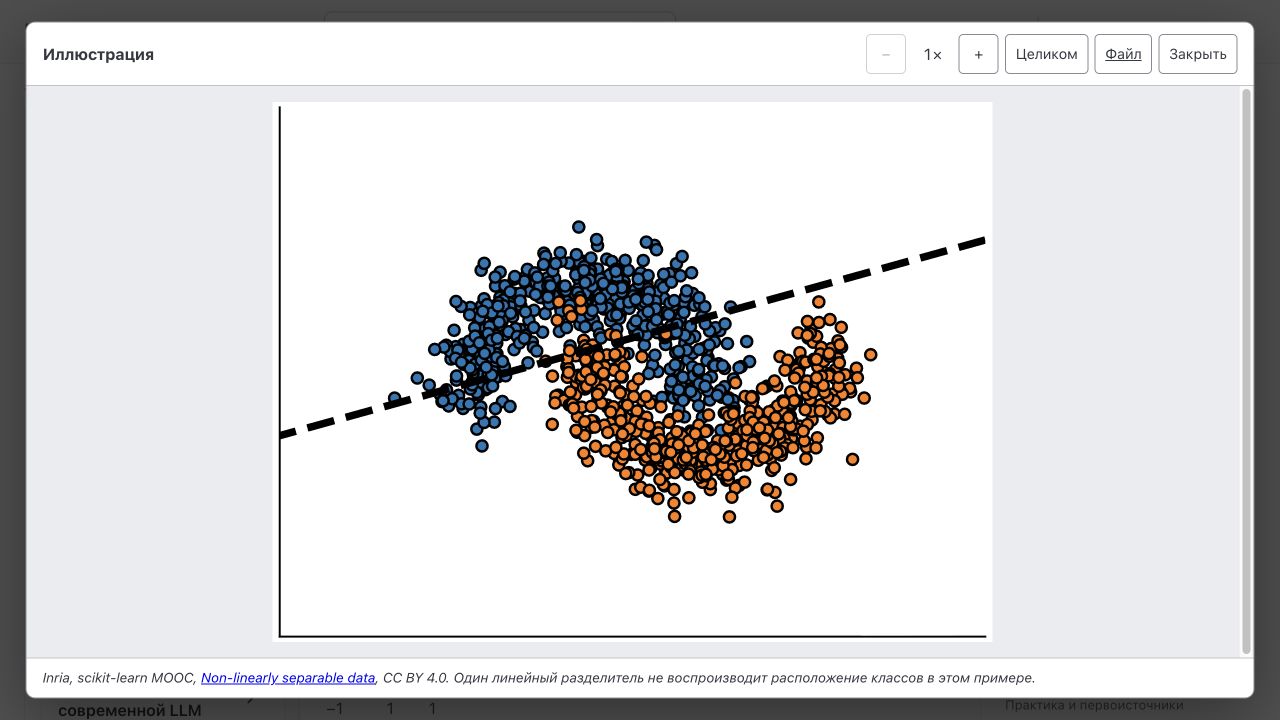 Иллюстрация
−
1×
+
Целиком
Файл
Закрыть
Inria, scikit-learn MOOC, Non-linearly separable data, CC BY 4.0. Один линейный разделитель не воспроизводит расположение классов в этом примере.
современной LLM
−1 1 1
Практика и первоисточники